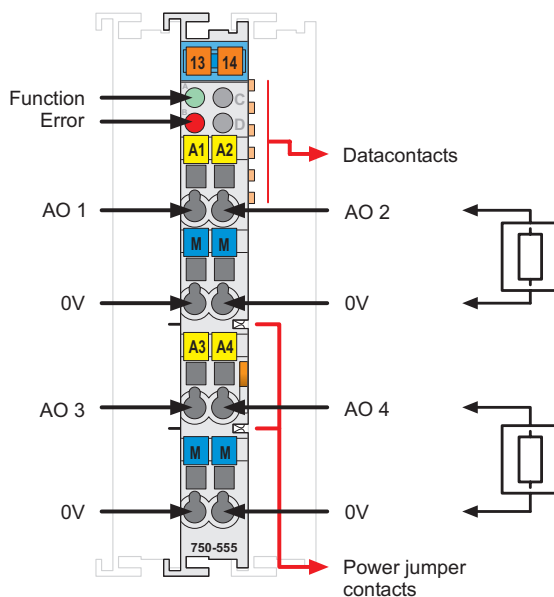 13 14
A
Function
C
B
Error
D
A1 A2
Datacontacts
AO 1
AO 2
M M
0V
0V
A3 A4
AO 3
AO 4
M M
0V
0V
750-555
Power jumper
contacts